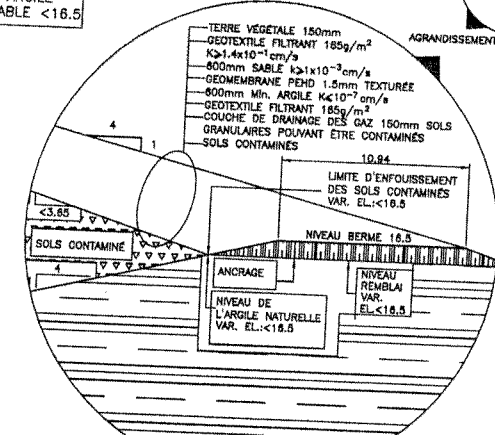 ABLE <16.5
AGRANDISSEMENT
TERRE VÉGÉTALE 150mm
GEOTEXTILE FILTRANT 165g/m²
K≥1.4x10⁻¹cm/s
600mm SABLE k≥1x10⁻³cm/s
GEOMEMBRANE PEHD 1.5mm TEXTURÉE
600mm Min. ARGILE K≤10⁻⁷cm/s
GEOTEXTILE FILTRANT 165g/m²
COUCHE DE DRAINAGE DES GAZ 150mm SOLS
GRANULAIRES POUVANT ÊTRE CONTAMINÉS
SOLS CONTAMINÉS
4
1
10.94
LIMITE D'ENFOUISSEMENT
DES SOLS CONTAMINÉS
VAR. EL.:<16.5
<3.65
NIVEAU BERME 16.5
SOLS CONTAMINÉ
4
ANCRAGE
NIVEAU
REMBLAI
VAR.
EL.<16.5
NIVEAU DE
L'ARGILE NATURELLE
VAR. EL.:<16.5